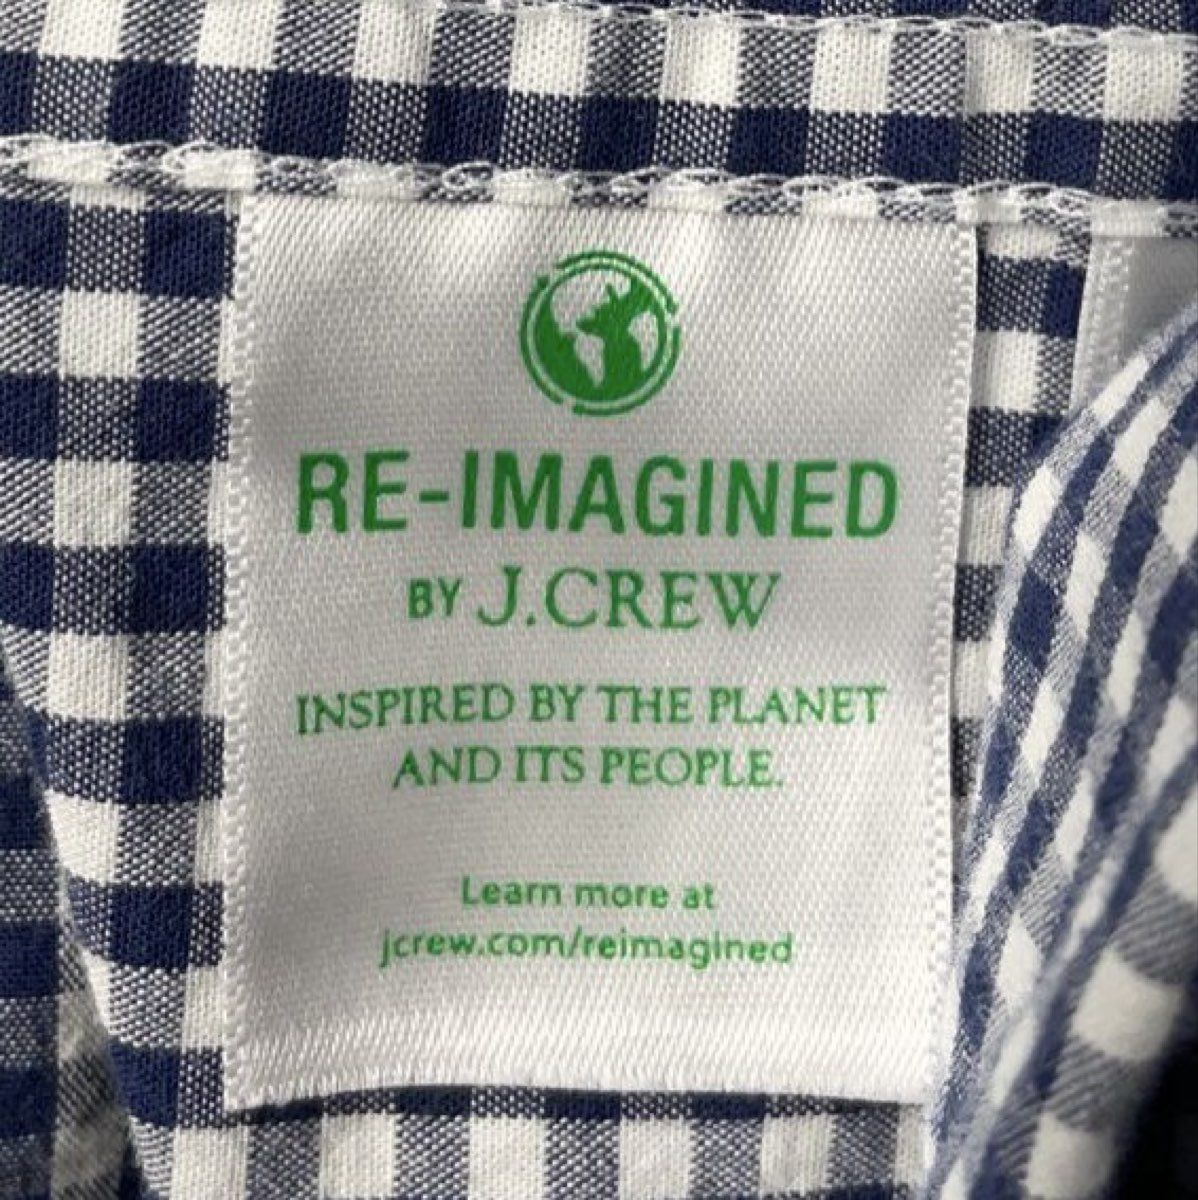 RE-IMAGINED
BY J.CREW
INSPIRED BY THE PLANET
AND ITS PEOPLE.
Learn more at
jcrew.com/reimagined